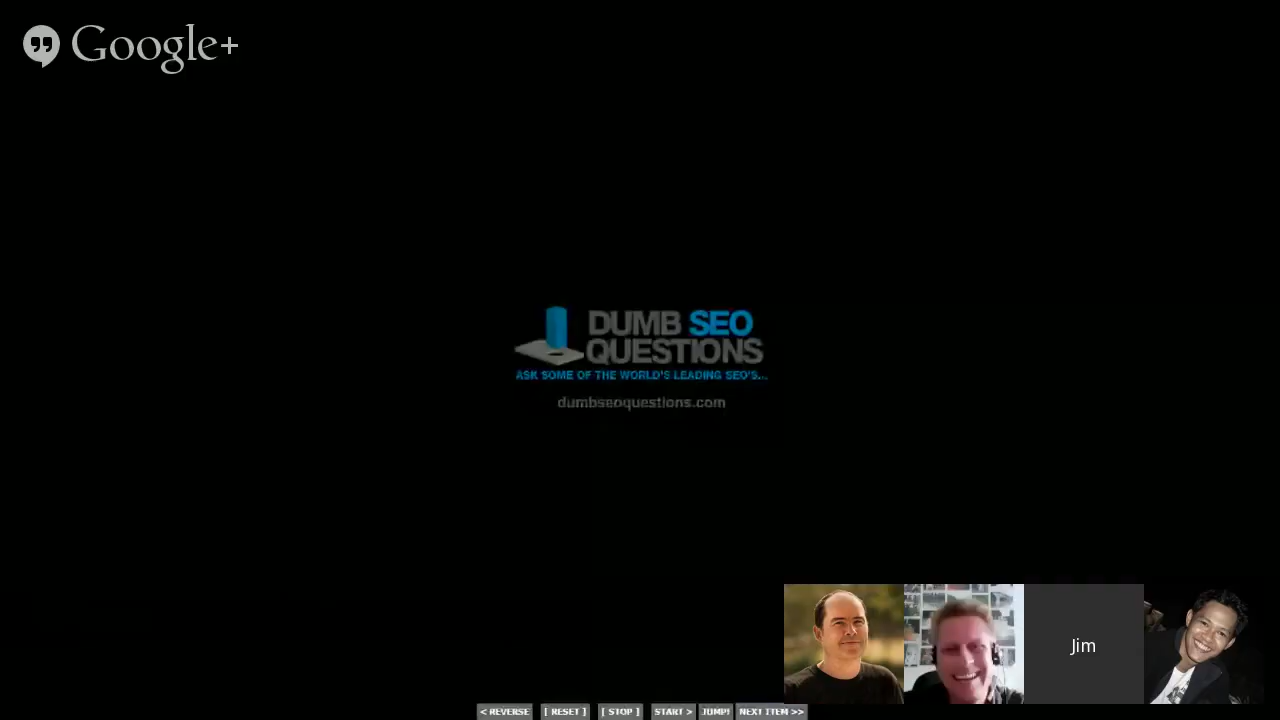 Google+
DUMB SEO
QUESTIONS
ASK SOME OF THE WORLD'S LEADING SEO'S...
dumbseoquestions.com
Jim
< REVERSE [ RESET ] [ STOP ] START > JUMP! NEXT ITEM >>